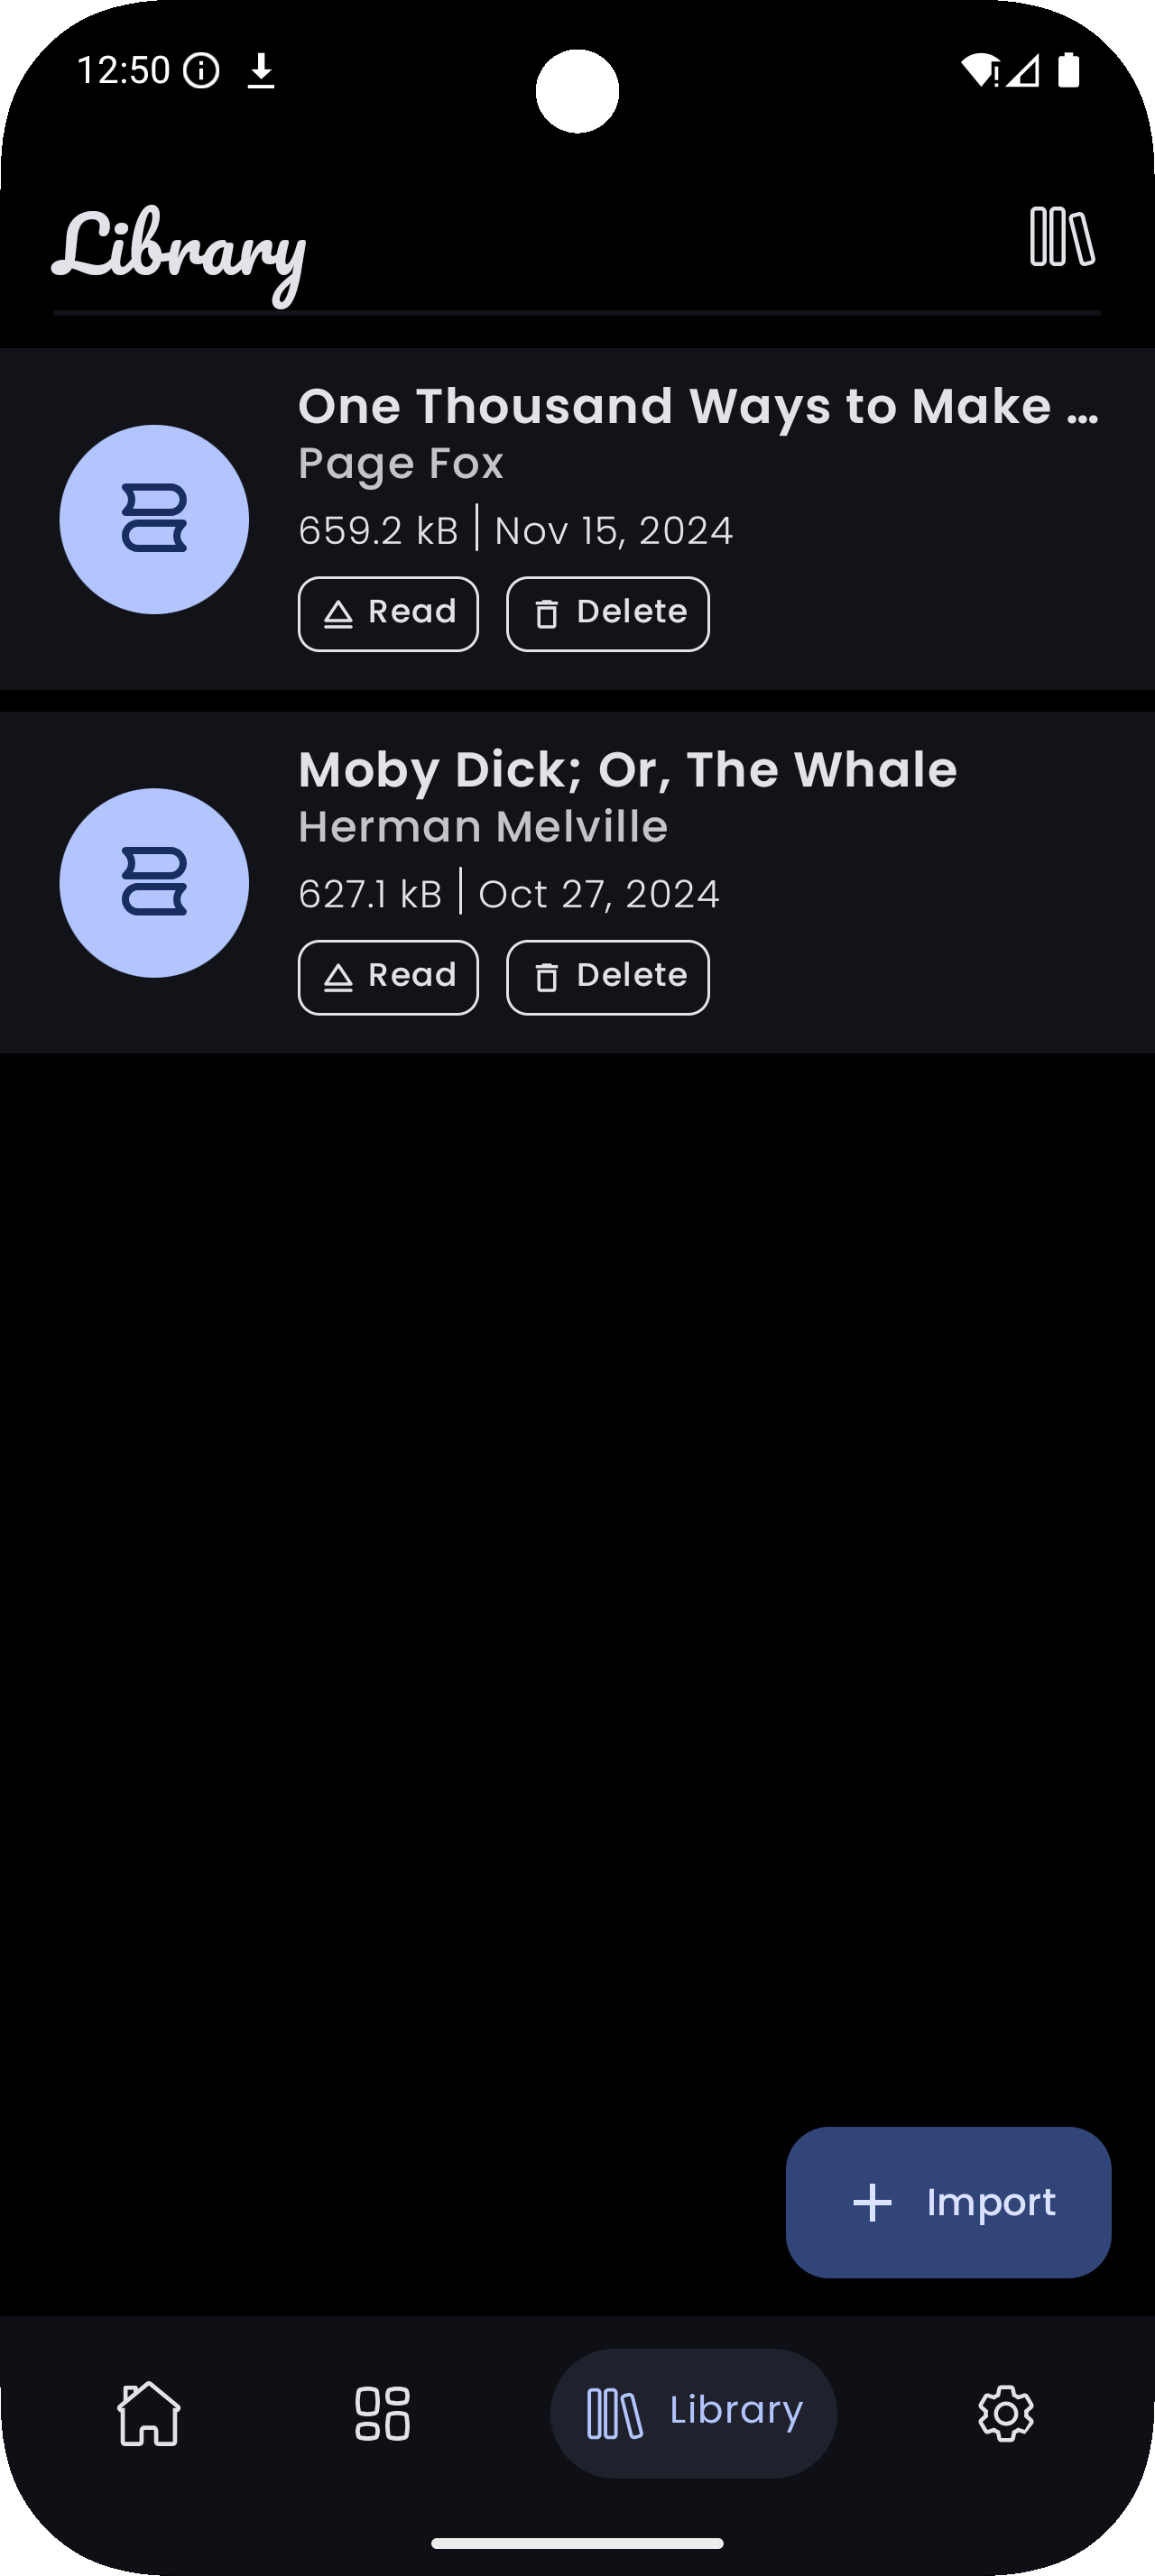 12:50
Library
One Thousand Ways to Make ...
Page Fox
659.2 kB | Nov 15, 2024
Read Delete
Moby Dick; Or, The Whale
Herman Melville
627.1 kB | Oct 27, 2024
Read Delete
+ Import
Library